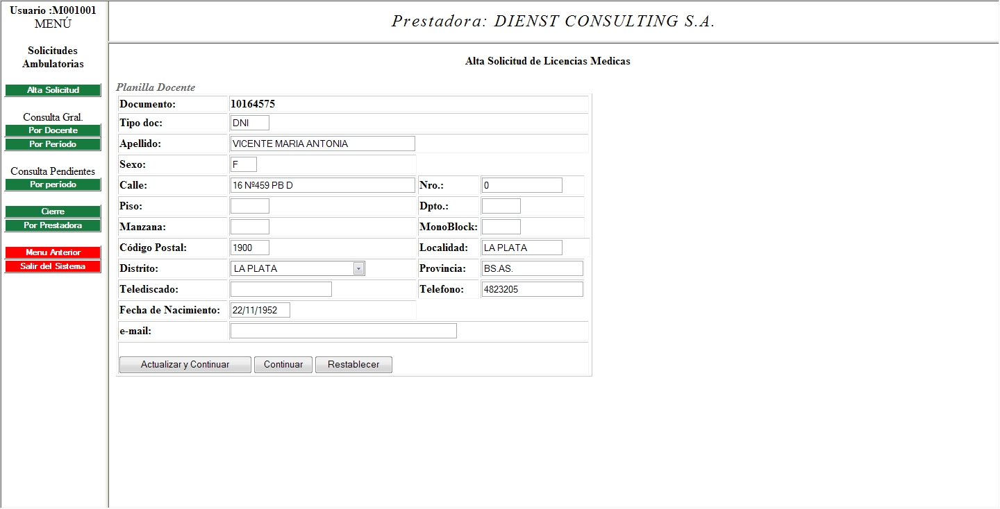 Usuario :M001001
MENÚ
Solicitudes
Ambulatorias
Alta Solicitud
Consulta Gral.
Por Docente
Por Período
Consulta Pendientes
Por período
Cierre
Por Prestadora
Menu Anterior
Salir del Sistema
Prestadora: DIENST CONSULTING S.A.
Alta Solicitud de Licencias Medicas
Planilla Docente
Documento: 10164575
Tipo doc: DNI
Apellido: VICENTE MARIA ANTONIA
Sexo: F
Calle: 16 Nº459 PB D Nro.: 0
Piso: Dpto.:
Manzana: MonoBlock:
Código Postal: 1900 Localidad: LA PLATA
Distrito: LA PLATA Provincia: BS.AS.
Telediscado: Telefono: 4823205
Fecha de Nacimiento: 22/11/1952
e-mail:
Actualizar y Continuar Continuar Restablecer